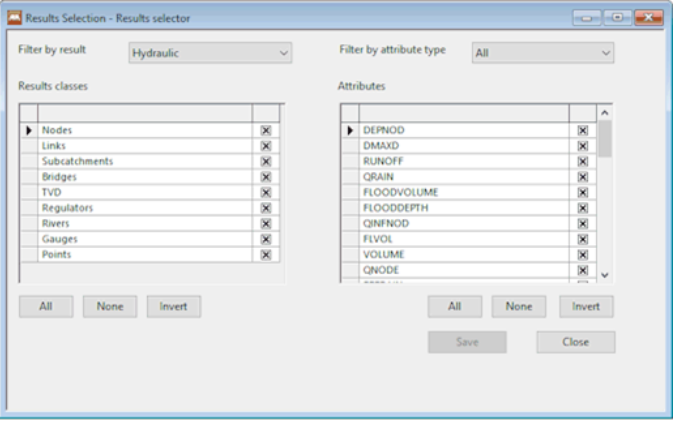 Results Selection - Results selector
Filter by result
Hydraulic
Filter by attribute type
All
Results classes
Attributes
Nodes
Links
Subcatchments
Bridges
TVD
Regulators
Rivers
Gauges
Points
DEPNOD
DMAXD
RUNOFF
QRAIN
FLOODVOLUME
FLOODDEPTH
QINFNOD
FLVOL
VOLUME
QNODE
All
None
Invert
All
None
Invert
Save
Close